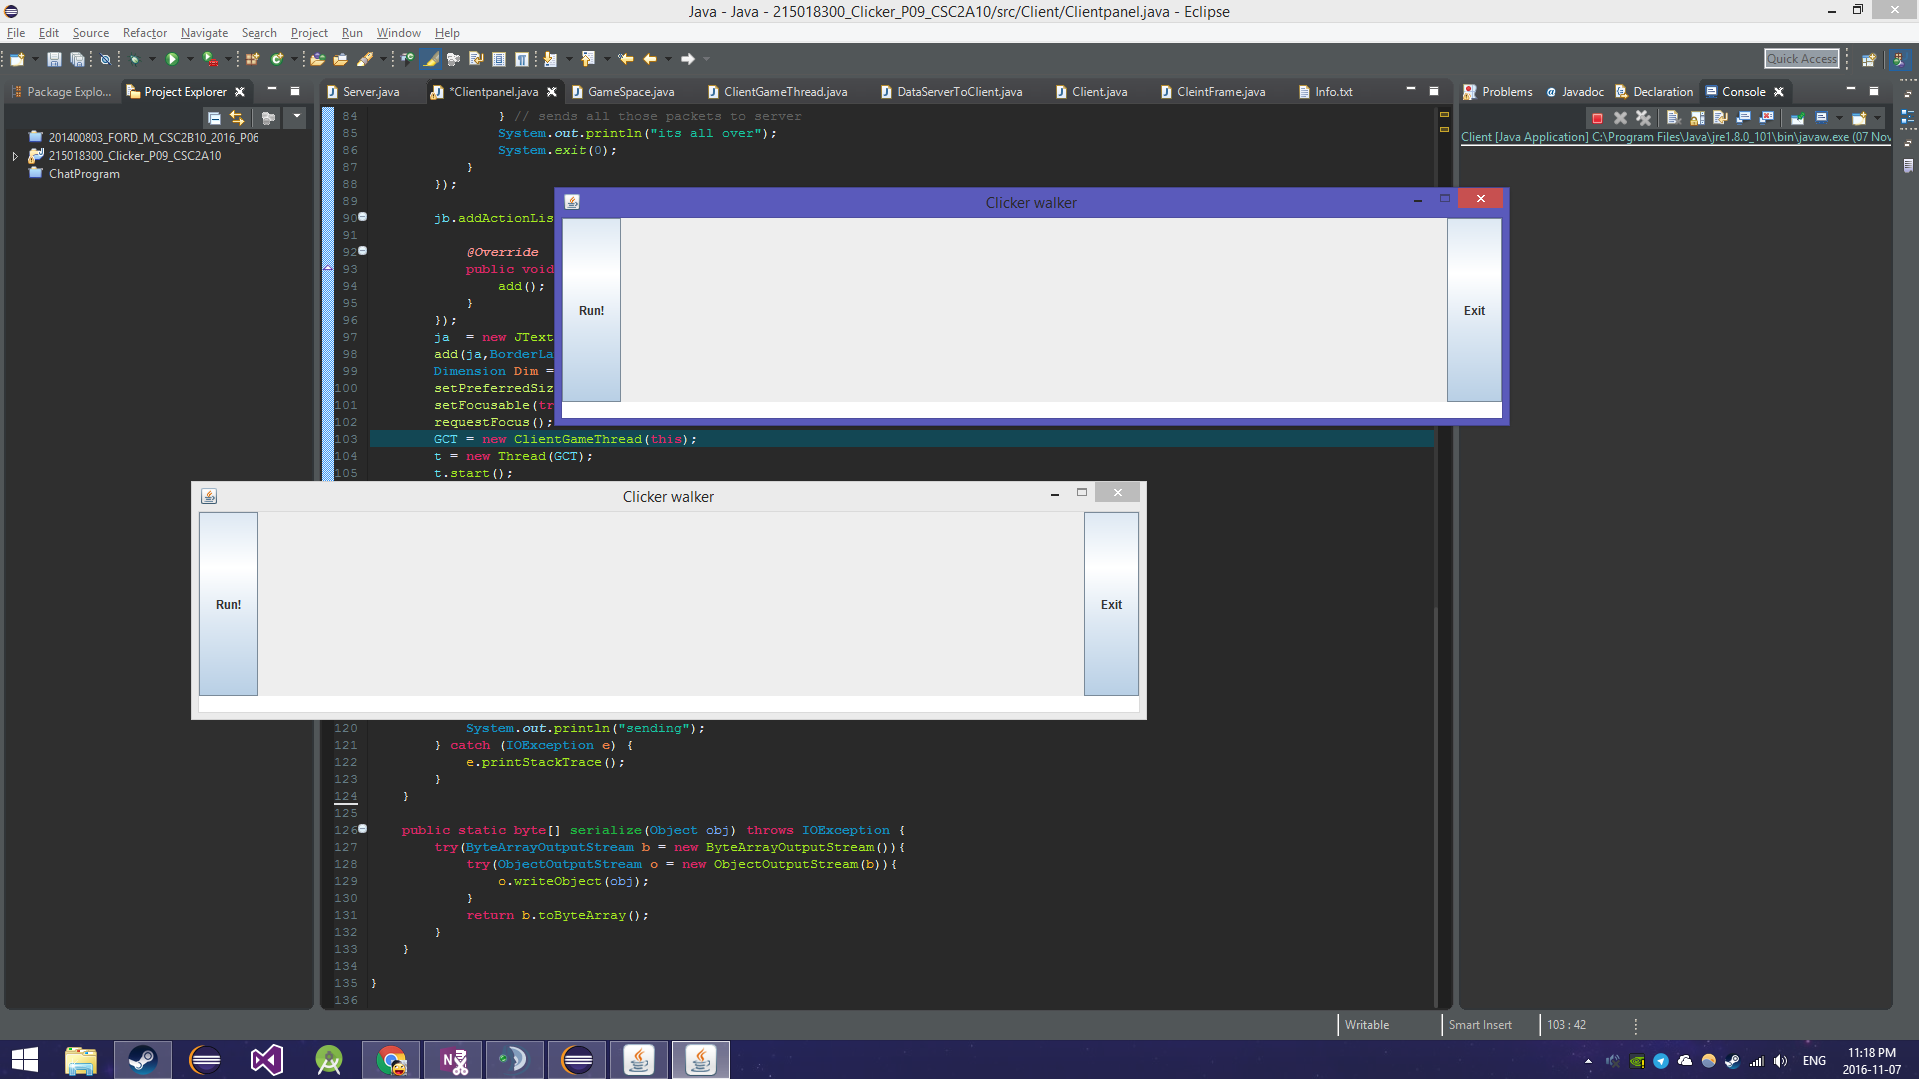 Java - Java - 215018300_Clicker_P09_CSC2A10/src/Client/Clientpanel.java - Eclipse
File Edit Source Refactor Navigate Search Project Run Window Help
Quick Access
Package Explo...
Project Explorer
Server.java
*Clientpanel.java
GameSpace.java
ClientGameThread.java
DataServerToClient.java
Client.java
CleintFrame.java
Info.txt
Problems
Javadoc
Declaration
Console
201400803_FORD_M_CSC2B10_2016_P06
215018300_Clicker_P09_CSC2A10
ChatProgram
Client [Java Application] C:\Program Files\Java\jre1.8.0_101\bin\javaw.exe (07 Nov
84 } // sends all those packets to server
85 System.out.println("its all over");
86 System.exit(0);
87 }
88 });
89
90 jb.addActionLis
91
92 @Override
93 public void
94 add();
95 }
96 });
97 ja = new JText
98 add(ja,BorderLa
99 Dimension Dim =
100 setPreferredSiz
101 setFocusable(tr
102 requestFocus();
103 GCT = new ClientGameThread(this);
104 t = new Thread(GCT);
105 t.start();
Clicker walker
Run!
Exit
Clicker walker
Run!
Exit
120 System.out.println("sending");
121 } catch (IOException e) {
122 e.printStackTrace();
123 }
124 }
125
126 public static byte[] serialize(Object obj) throws IOException {
127 try(ByteArrayOutputStream b = new ByteArrayOutputStream()){
128 try(ObjectOutputStream o = new ObjectOutputStream(b)){
129 o.writeObject(obj);
130 }
131 return b.toByteArray();
132 }
133 }
134
135 }
136
Writable
Smart Insert
103 : 42
ENG
11:18 PM
2016-11-07